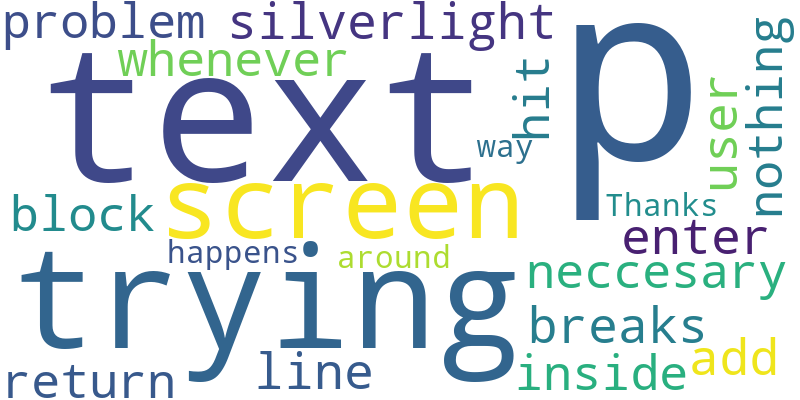 problem silverlight
whenever
text p
hit
nothing
user
way
screen
block
Thanks
enter
happens around
trying
neccesary
breaks
line
inside add
return